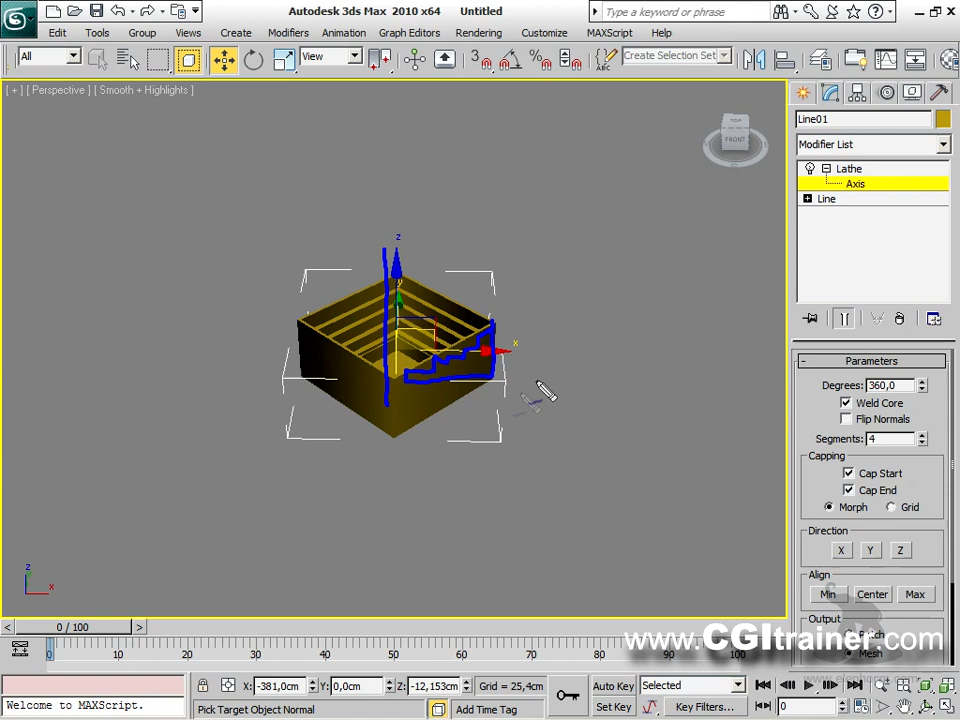 Autodesk 3ds Max 2010 x64 Untitled
Type a keyword or phrase
Edit Tools Group Views Create Modifiers Animation Graph Editors Rendering Customize MAXScript Help
All View 3 Create Selection Set
[ + ] [ Perspective ] [ Smooth + Highlights ]
TOP
FRONT
Line01
Modifier List
Lathe
Axis
Line
z
y
x
Parameters
Degrees: 360,0
Weld Core
Flip Normals
Segments: 4
Capping
Cap Start
Cap End
Morph Grid
Direction
X Y Z
Align
Min Center Max
Output
Patch
Mesh
z
x
0 / 100
0 10 20 30 40 50 60 70 80 90 100
www.CGItrainer.com
X: -381,0cm Y: 0,0cm Z: -12,153cm Grid = 25,4cm Auto Key Selected
Welcome to MAXScript. Pick Target Object Normal Add Time Tag Set Key Key Filters... 0